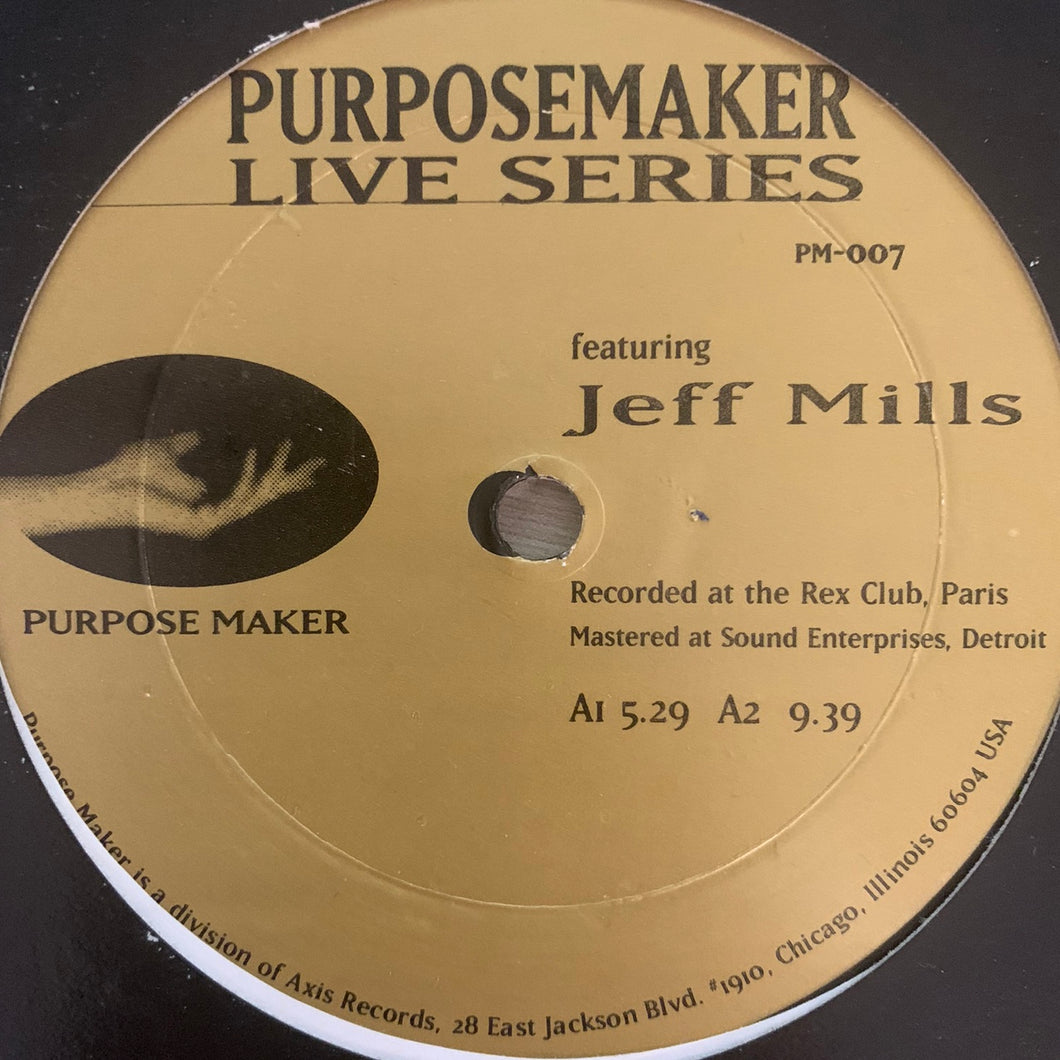 PURPOSEMAKER
LIVE SERIES
PM-007
featuring
Jeff Mills
PURPOSE MAKER
Recorded at the Rex Club, Paris
Mastered at Sound Enterprises, Detroit
A1 5.29 A2 9.39
Purpose Maker is a division of Axis Records, 28 East Jackson Blvd. #1910, Chicago, Illinois 60604 USA